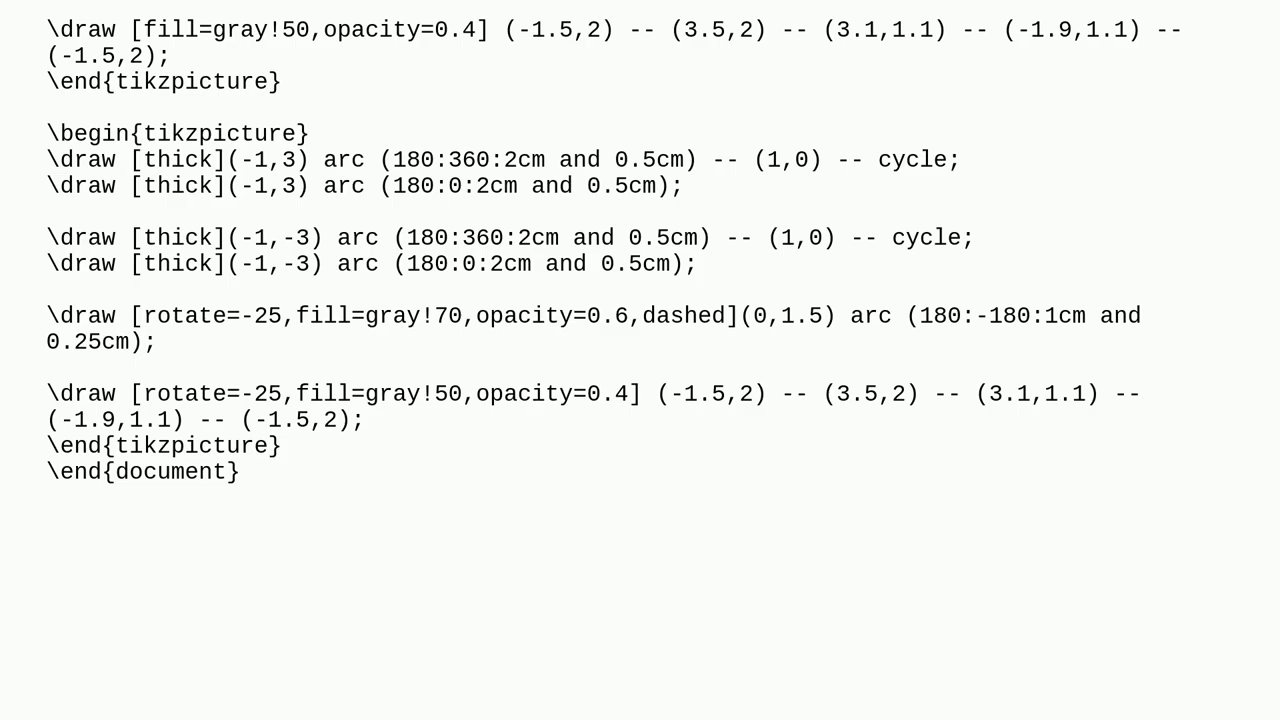 \draw [fill=gray!50,opacity=0.4] (-1.5,2) -- (3.5,2) -- (3.1,1.1) -- (-1.9,1.1) --
(-1.5,2);
\end{tikzpicture}
\begin{tikzpicture}
\draw [thick](-1,3) arc (180:360:2cm and 0.5cm) -- (1,0) -- cycle;
\draw [thick](-1,3) arc (180:0:2cm and 0.5cm);
\draw [thick](-1,-3) arc (180:360:2cm and 0.5cm) -- (1,0) -- cycle;
\draw [thick](-1,-3) arc (180:0:2cm and 0.5cm);
\draw [rotate=-25,fill=gray!70,opacity=0.6,dashed](0,1.5) arc (180:-180:1cm and
0.25cm);
\draw [rotate=-25,fill=gray!50,opacity=0.4] (-1.5,2) -- (3.5,2) -- (3.1,1.1) --
(-1.9,1.1) -- (-1.5,2);
\end{tikzpicture}
\end{document}